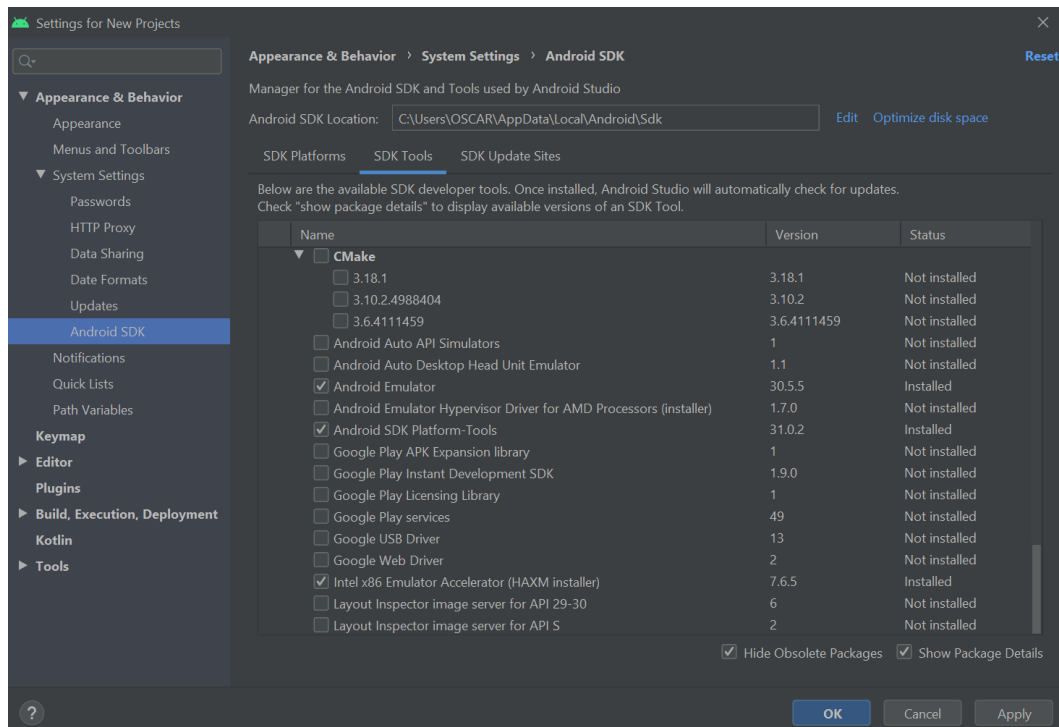 Settings for New Projects
Appearance & Behavior
Appearance
Menus and Toolbars
System Settings
Passwords
HTTP Proxy
Data Sharing
Date Formats
Updates
Android SDK
Notifications
Quick Lists
Path Variables
Keymap
Editor
Plugins
Build, Execution, Deployment
Kotlin
Tools
Appearance & Behavior › System Settings › Android SDK Reset
Manager for the Android SDK and Tools used by Android Studio
Android SDK Location: C:\Users\OSCAR\AppData\Local\Android\Sdk Edit Optimize disk space
SDK Platforms SDK Tools SDK Update Sites
Below are the available SDK developer tools. Once installed, Android Studio will automatically check for updates.
Check "show package details" to display available versions of an SDK Tool.
Name Version Status
CMake
3.18.1 3.18.1 Not installed
3.10.2.4988404 3.10.2 Not installed
3.6.4111459 3.6.4111459 Not installed
Android Auto API Simulators 1 Not installed
Android Auto Desktop Head Unit Emulator 1.1 Not installed
Android Emulator 30.5.5 Installed
Android Emulator Hypervisor Driver for AMD Processors (installer) 1.7.0 Not installed
Android SDK Platform-Tools 31.0.2 Installed
Google Play APK Expansion library 1 Not installed
Google Play Instant Development SDK 1.9.0 Not installed
Google Play Licensing Library 1 Not installed
Google Play services 49 Not installed
Google USB Driver 13 Not installed
Google Web Driver 2 Not installed
Intel x86 Emulator Accelerator (HAXM installer) 7.6.5 Installed
Layout Inspector image server for API 29-30 6 Not installed
Layout Inspector image server for API S 2 Not installed
Hide Obsolete Packages Show Package Details
? OK Cancel Apply